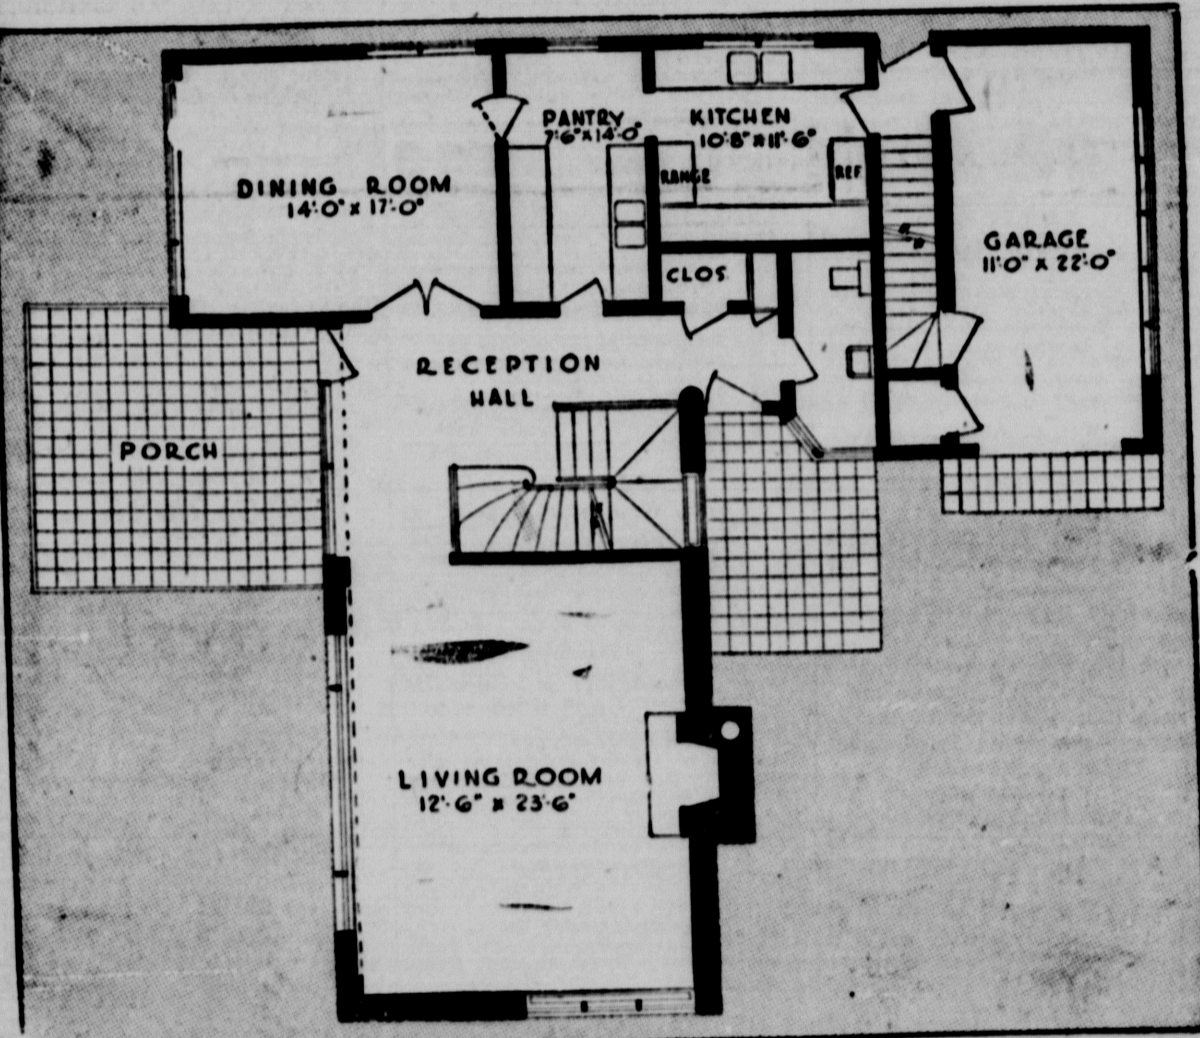 PANTRY
7'-6" x 14'-0"
KITCHEN
10'-8" x 11'-6"
DINING ROOM
14'-0" x 17'-0"
RANGE
REF.
GARAGE
11'-0" x 22'-0"
CLOS.
RECEPTION
HALL
PORCH
LIVING ROOM
12'-6" x 23'-6"